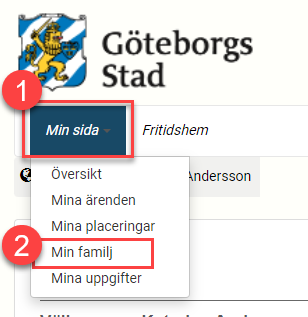 Göteborgs
Stad
1
Min sida
Fritidshem
Översikt
Mina ärenden
Andersson
Mina placeringar
2
Min familj
Mina uppgifter